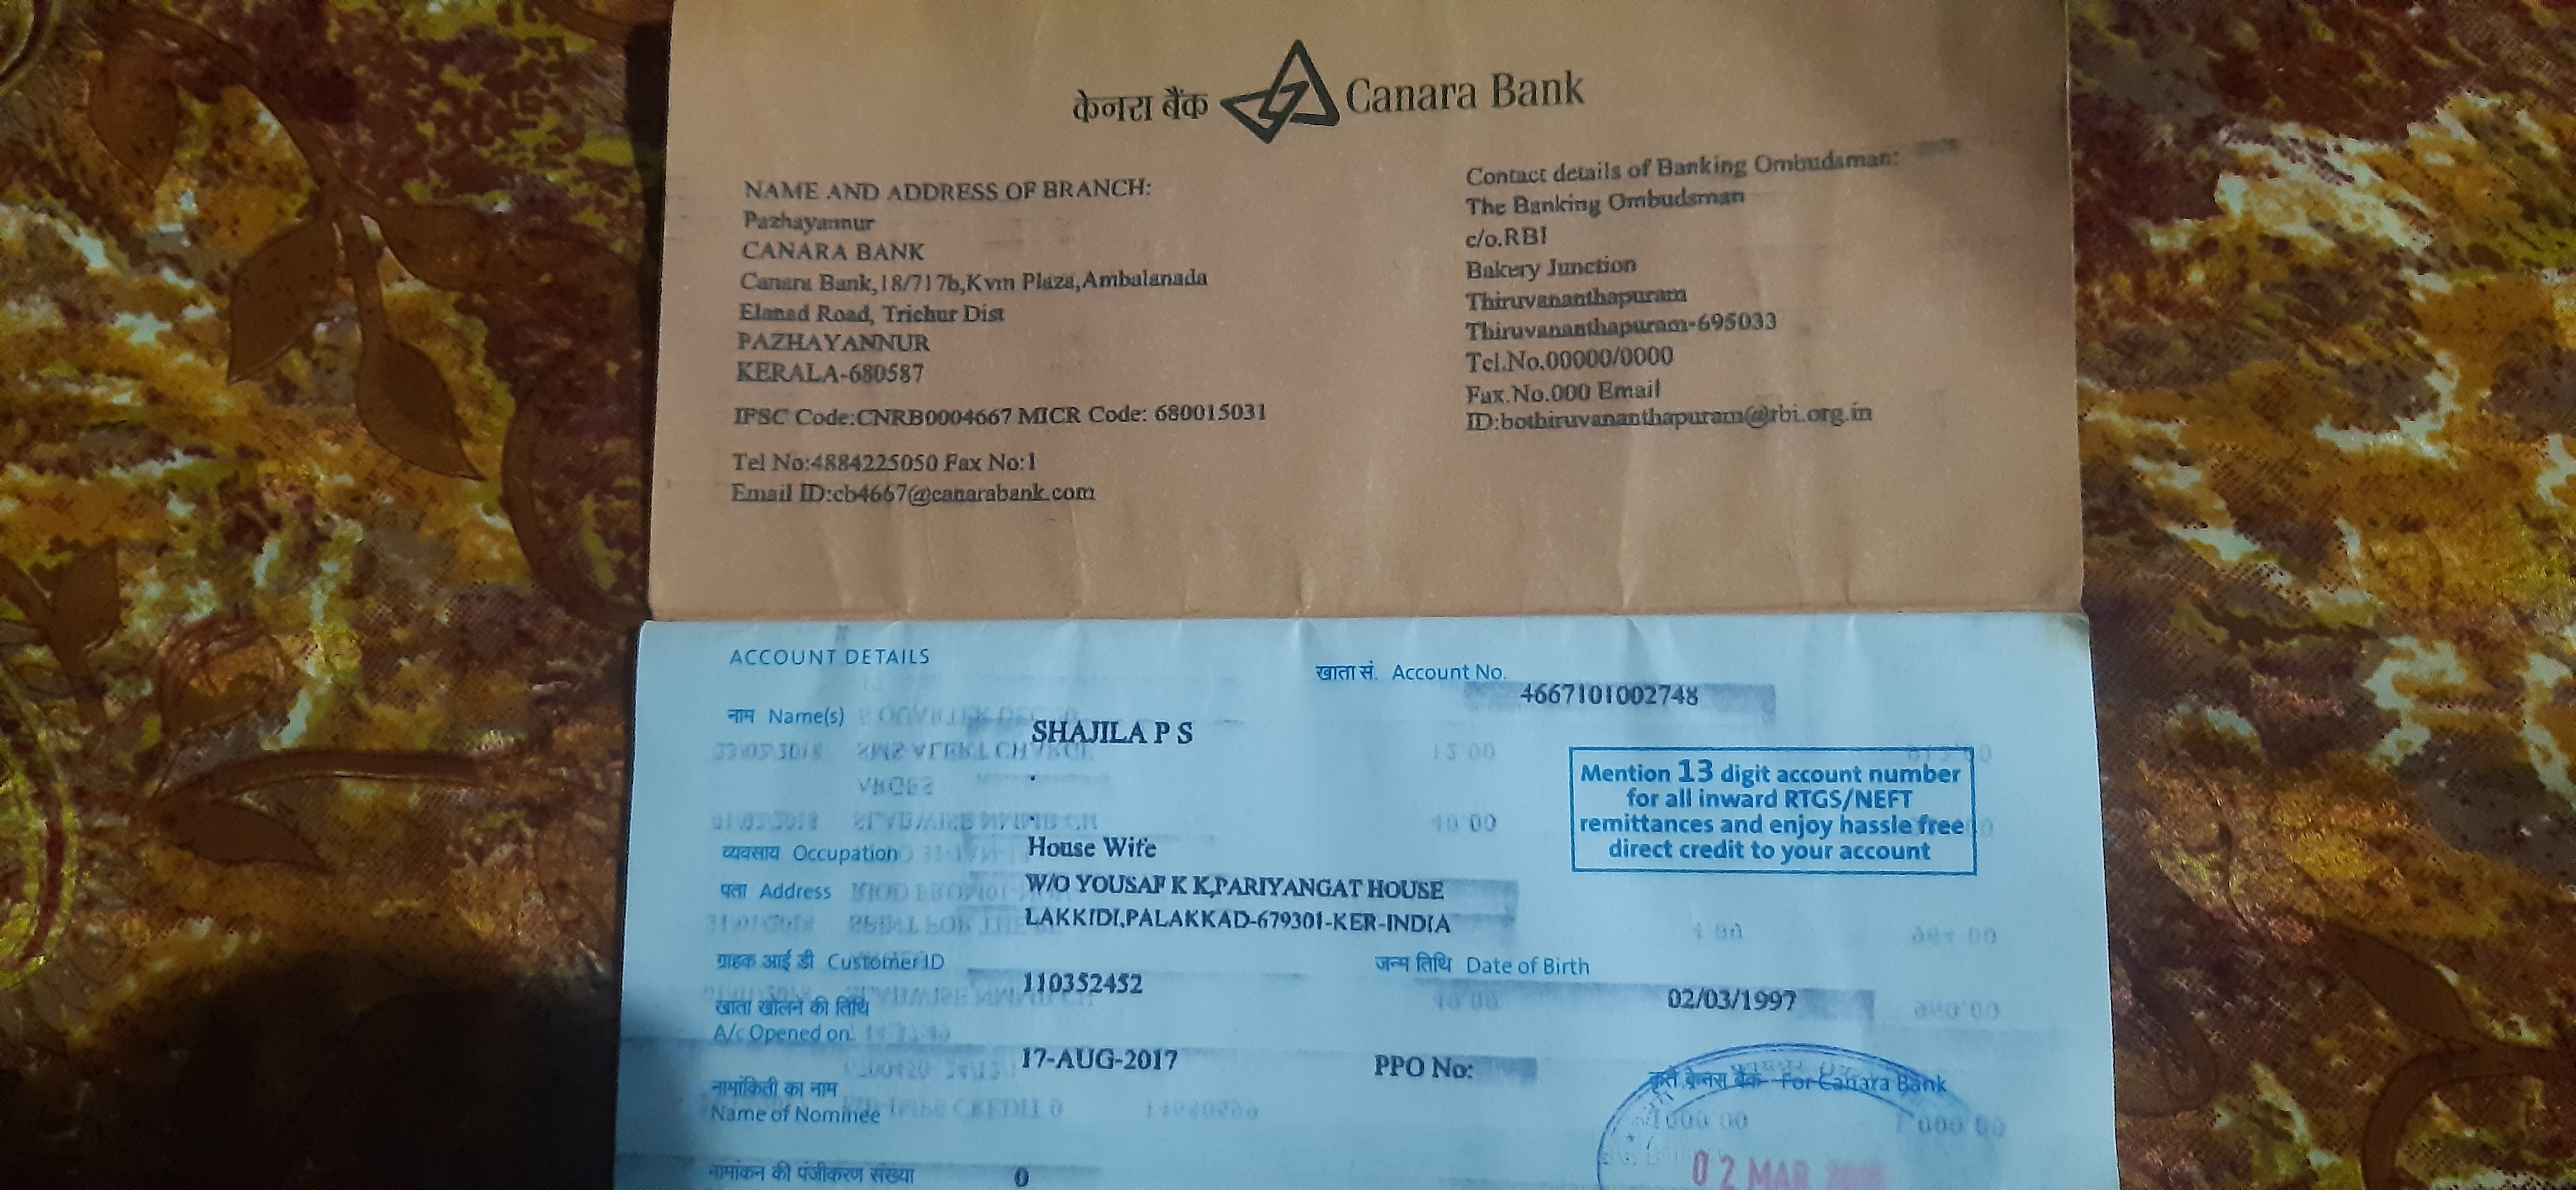 केनरा बैंक Canara Bank
NAME AND ADDRESS OF BRANCH:
Pazhayannur
CANARA BANK
Canara Bank,18/717b,Kvm Plaza,Ambalanada
Elanad Road, Trichur Dist
PAZHAYANNUR
KERALA-680587
IFSC Code:CNRB0004667 MICR Code: 680015031
Tel No:4884225050 Fax No:1
Email ID:cb4667@canarabank.com
Contact details of Banking Ombudsman:
The Banking Ombudsman
c/o.RBI
Bakery Junction
Thiruvananthapuram
Thiruvananthapuram-695033
Tel.No.00000/0000
Fax.No.000 Email
ID:bothiruvananthapuram@rbi.org.in
ACCOUNT DETAILS
खाता सं. Account No.
4667101002748
नाम Name(s)
SHAJILA P S
Mention 13 digit account number
for all inward RTGS/NEFT
remittances and enjoy hassle free
direct credit to your account
व्यवसाय Occupation House Wife
पता Address W/O YOUSAF K K,PARIYANGAT HOUSE
LAKKIDI,PALAKKAD-679301-KER-INDIA
ग्राहक आई डी Customer ID
110352452
जन्म तिथि Date of Birth
02/03/1997
खाता खोलने की तिथि
A/c Opened on
17-AUG-2017
PPO No:
नामांकिती का नाम
Name of Nominee
कृते केनरा बैंक For Canara Bank
02 MAR
नामांकन की पंजीकरण संख्या 0